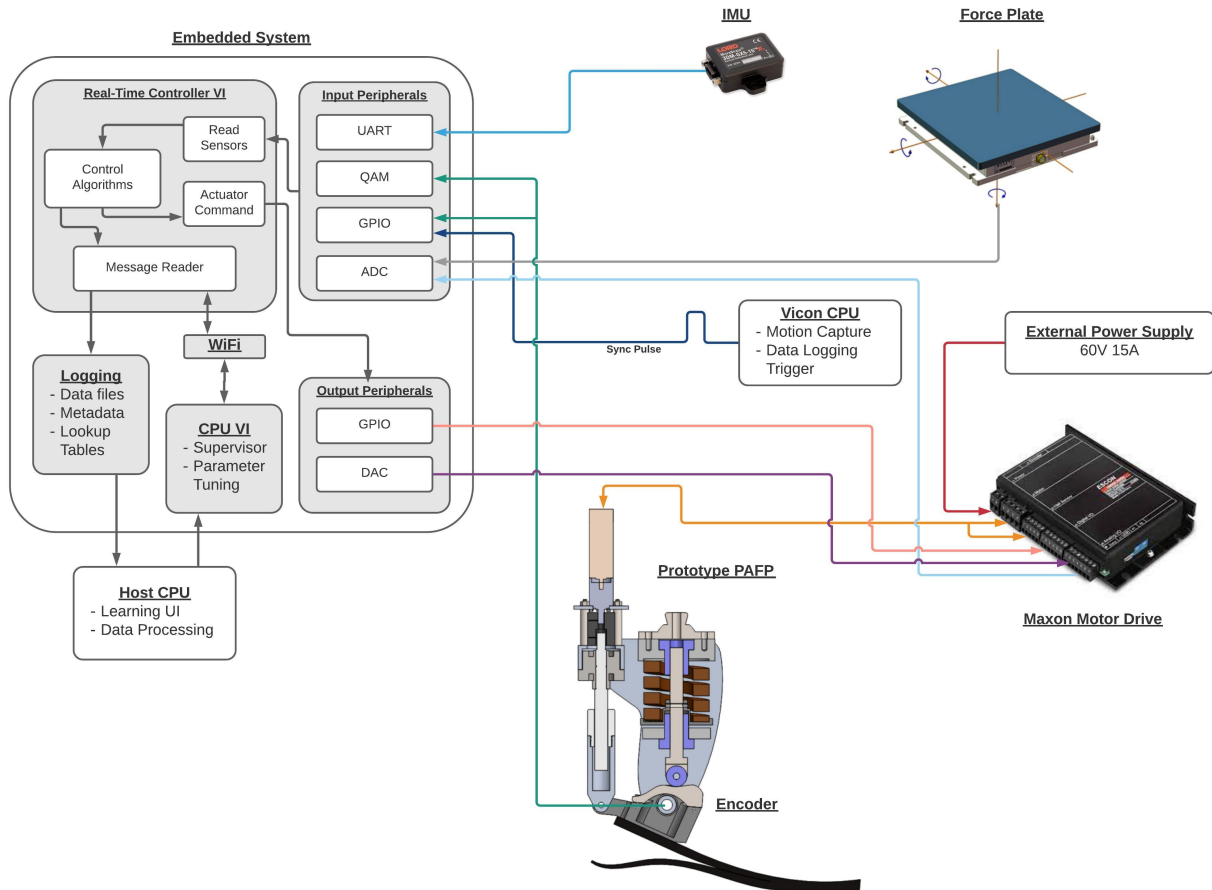 IMU
Force Plate
Embedded System
Real-Time Controller VI
Read
Sensors
Control
Algorithms
Actuator
Command
Message Reader
Input Peripherals
UART
QAM
GPIO
ADC
LORD
WiFi
Logging
- Data files
- Metadata
- Lookup
Tables
CPU VI
- Supervisor
- Parameter
Tuning
Output Peripherals
GPIO
DAC
Sync Pulse
Vicon CPU
- Motion Capture
- Data Logging
Trigger
External Power Supply
60V 15A
ESCON
Host CPU
- Learning UI
- Data Processing
Prototype PAFP
Maxon Motor Drive
Encoder